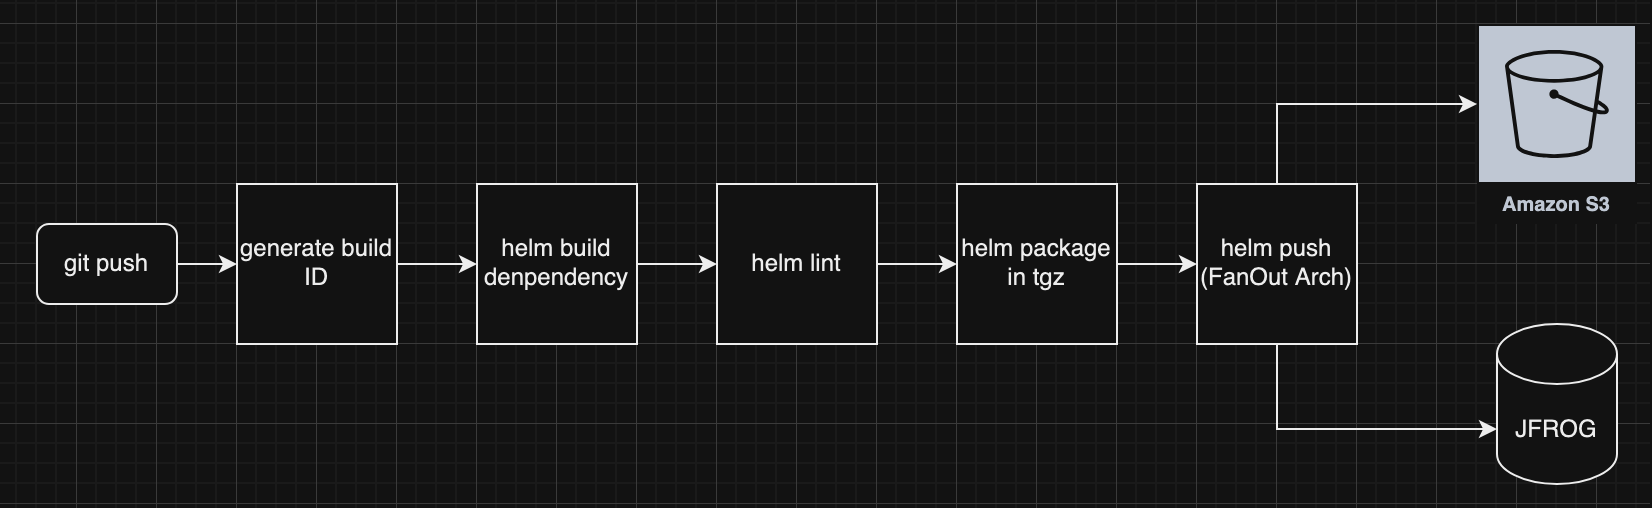 git push
generate build
ID
helm build
denpendency
helm lint
helm package
in tgz
helm push
(FanOut Arch)
Amazon S3
JFROG